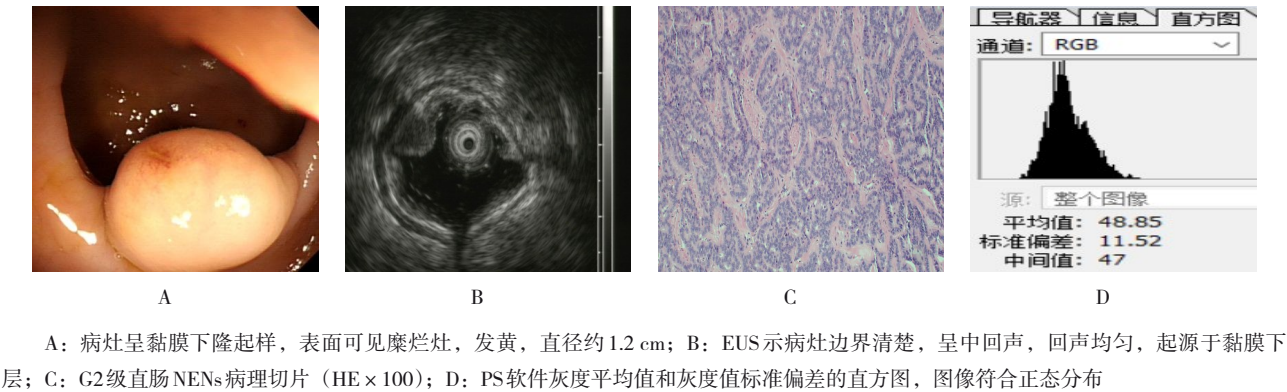 导航器 信息 直方图
通道: RGB
源: 整个图像
平均值: 48.85
标准偏差: 11.52
中间值: 47
A B C D
A：病灶呈黏膜下隆起样，表面可见糜烂灶，发黄，直径约1.2 cm；B：EUS示病灶边界清楚，呈中回声，回声均匀，起源于黏膜下
层；C：G2级直肠NENs病理切片（HE×100）；D：PS软件灰度平均值和灰度值标准偏差的直方图，图像符合正态分布